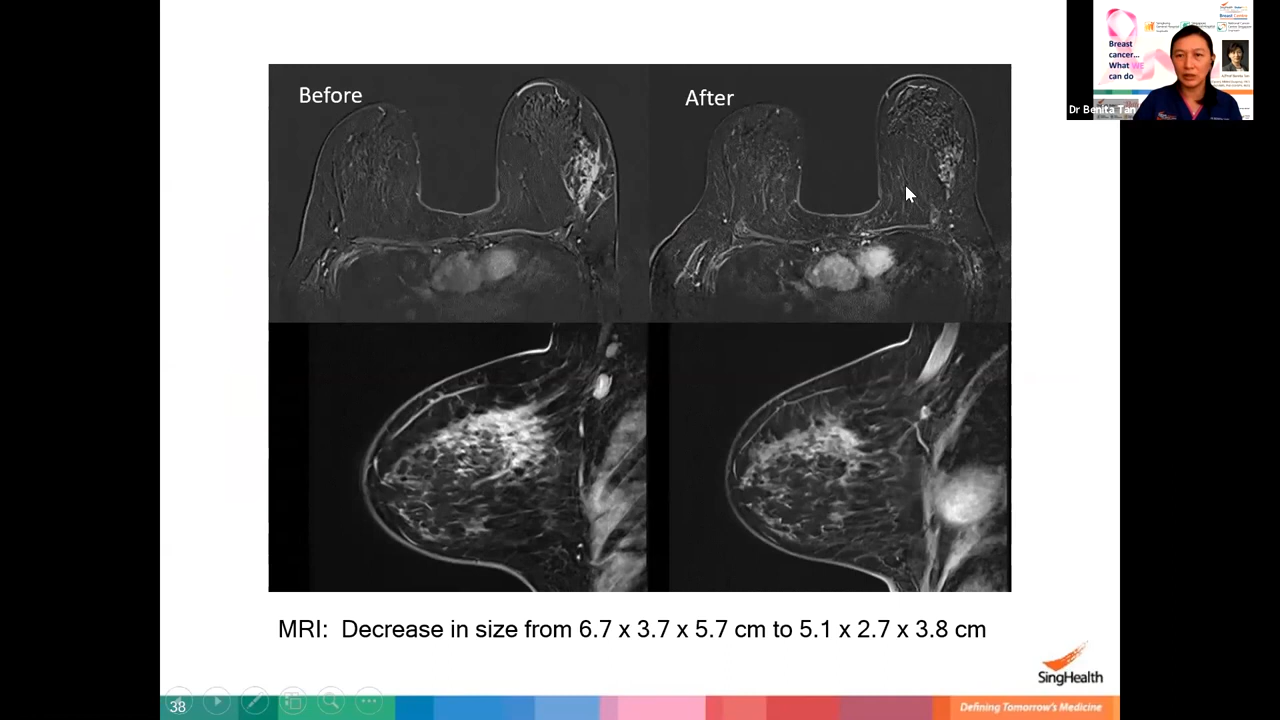 Before
After
Breast
cancer...
What WE
can do
Dr Benita Tan
MRI: Decrease in size from 6.7 x 3.7 x 5.7 cm to 5.1 x 2.7 x 3.8 cm
SingHealth
38
Defining Tomorrow's Medicine